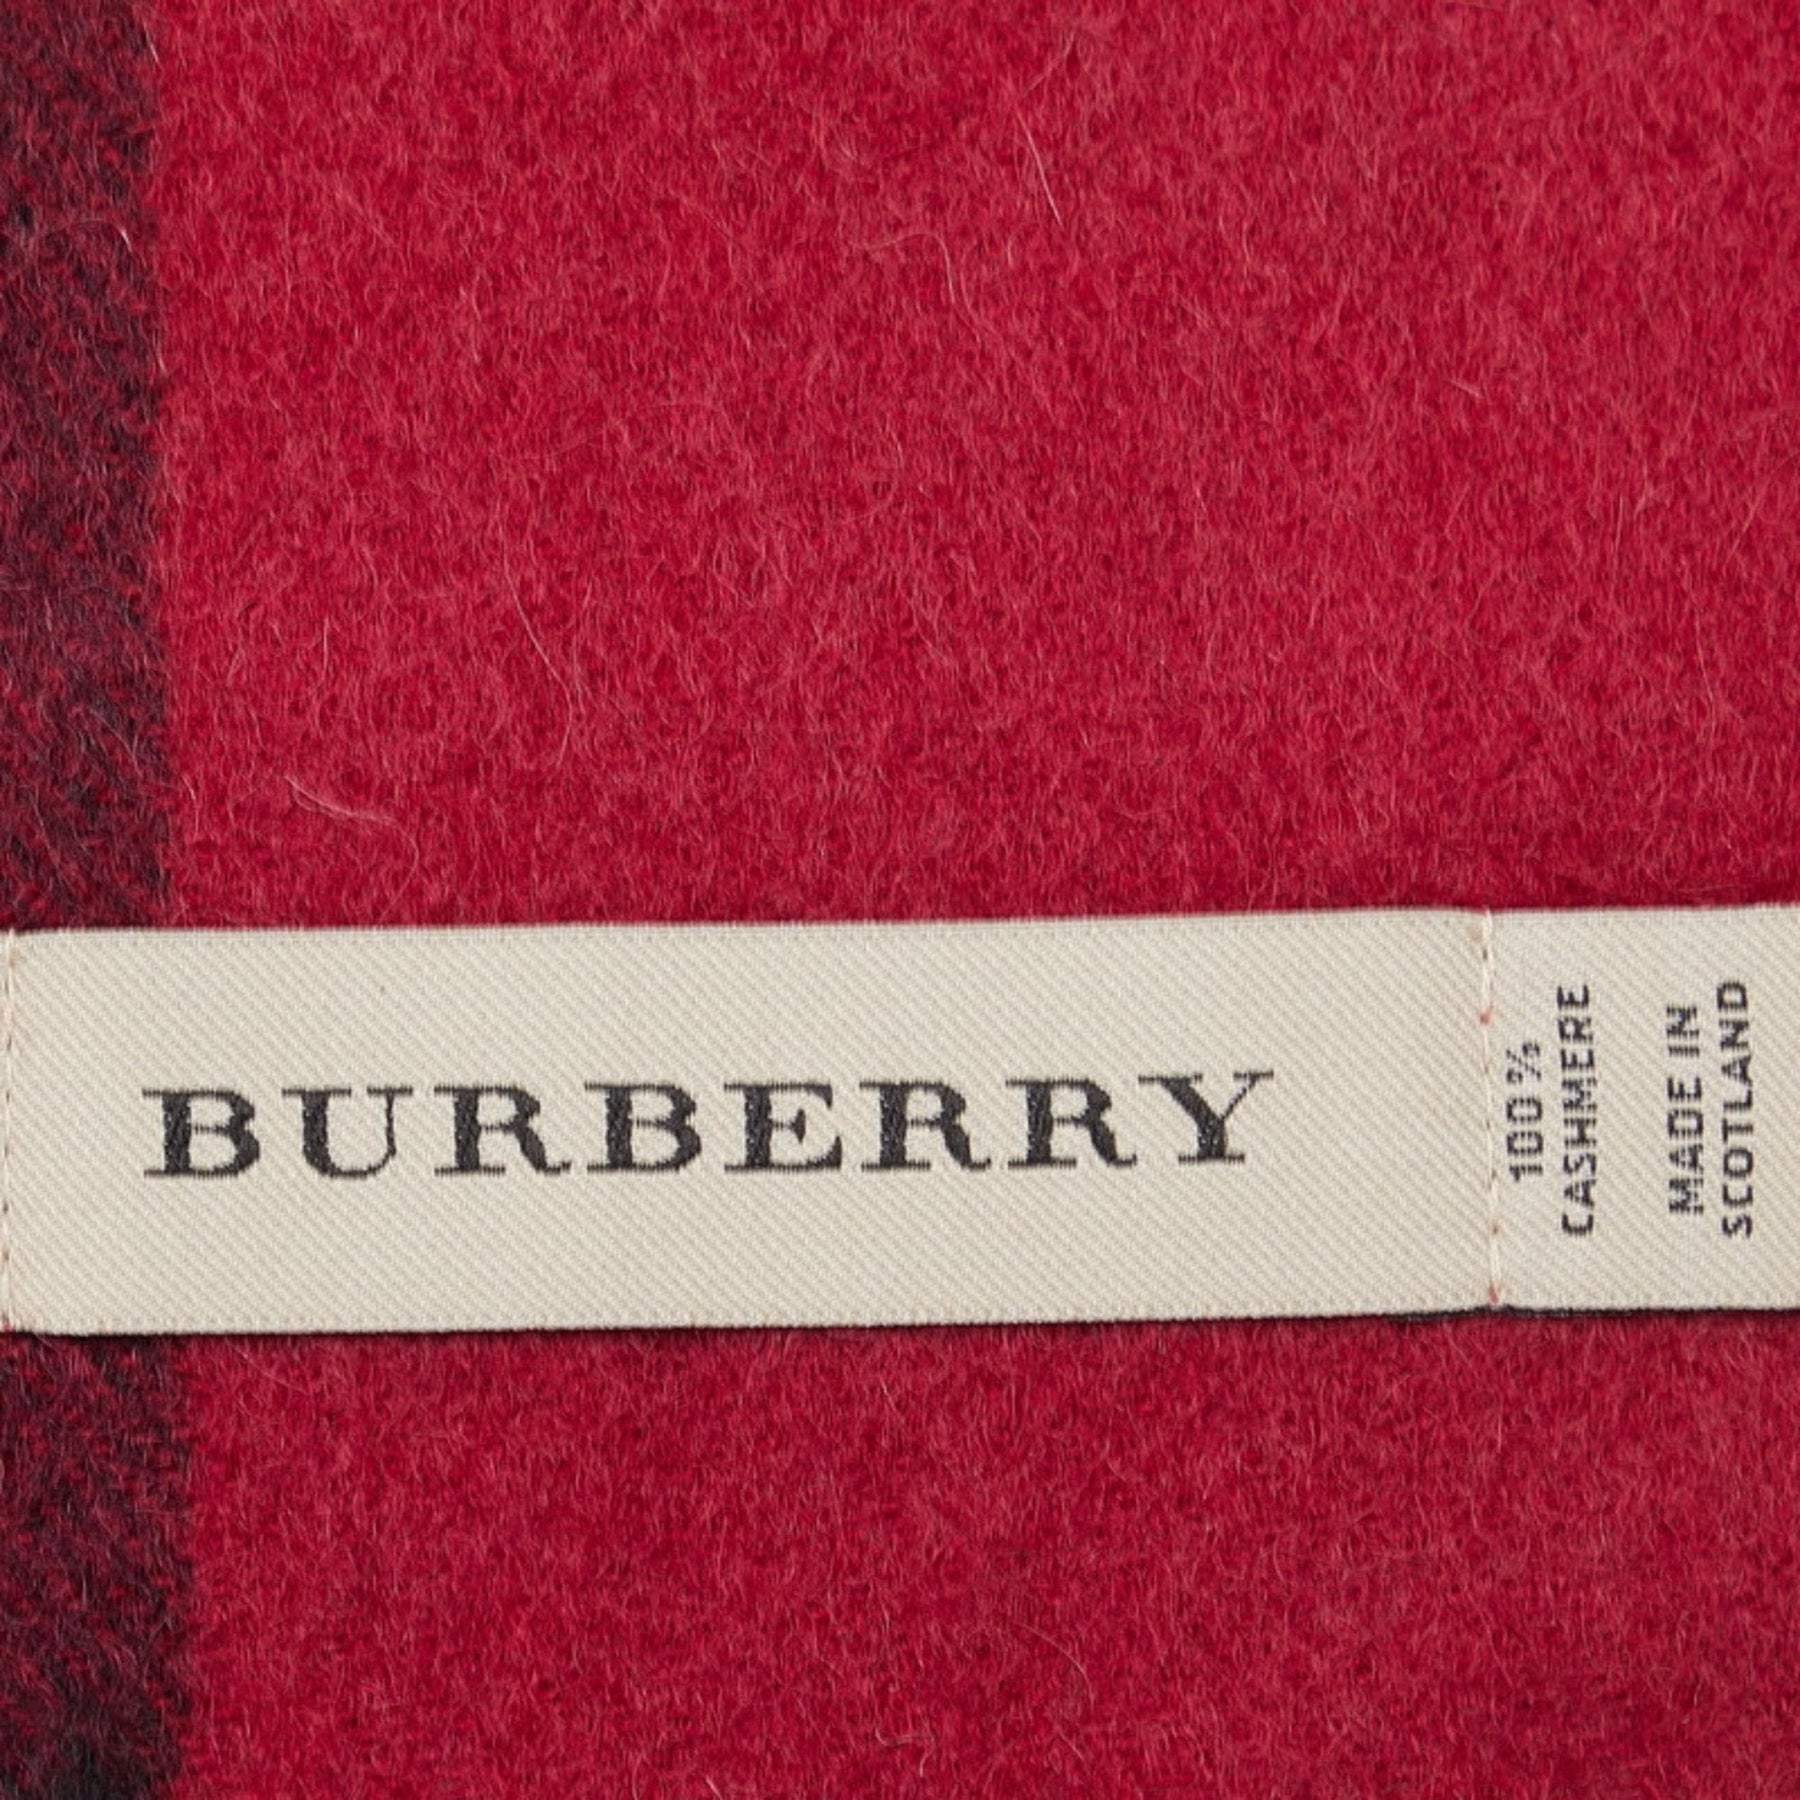 BURBERRY
100%
CASHMERE
MADE IN
SCOTLAND